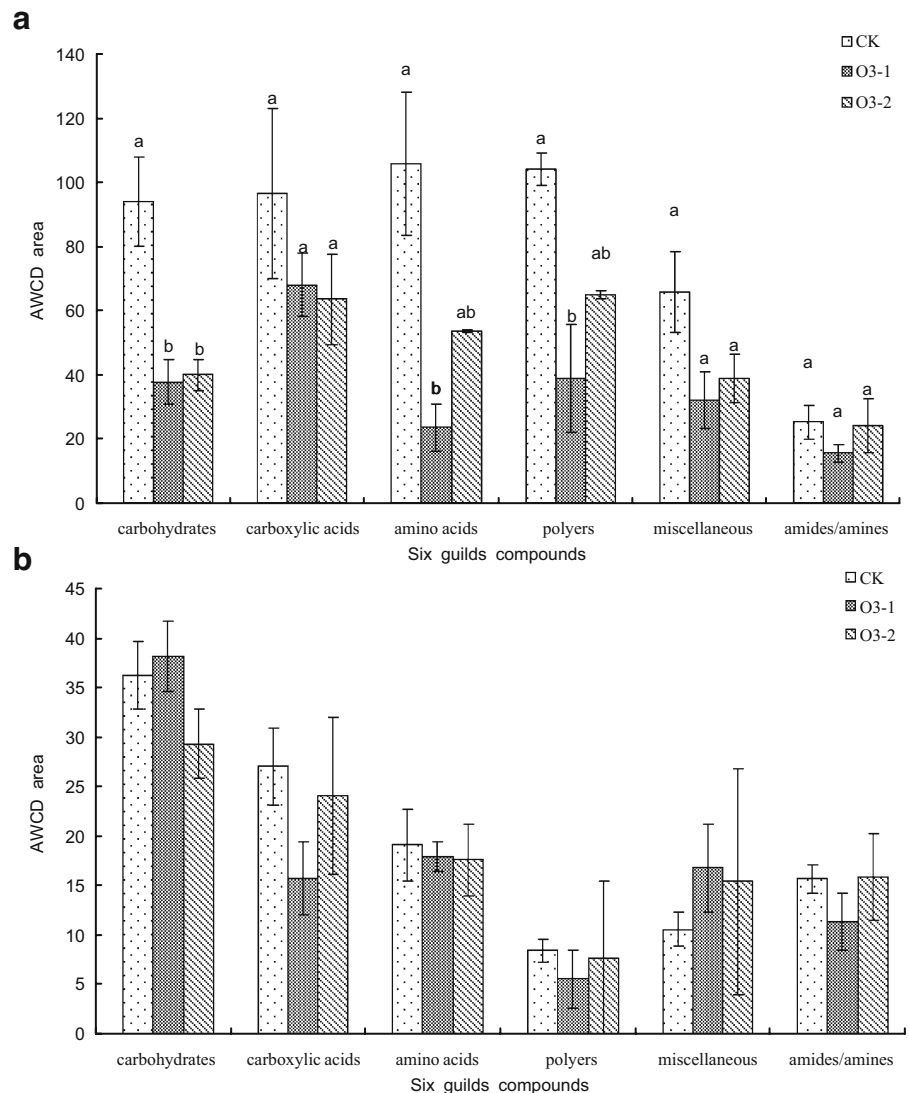 a
CK
O3-1
O3-2
140
120
100
80
60
40
20
0
AWCD area
a b b
a a a
a b ab
a b ab
a a a
a a a
carbohydrates carboxylic acids amino acids polyers miscellaneous amides/amines
Six guilds compounds
b
CK
O3-1
O3-2
45
40
35
30
25
20
15
10
5
0
AWCD area
carbohydrates carboxylic acids amino acids polyers miscellaneous amides/amines
Six guilds compounds